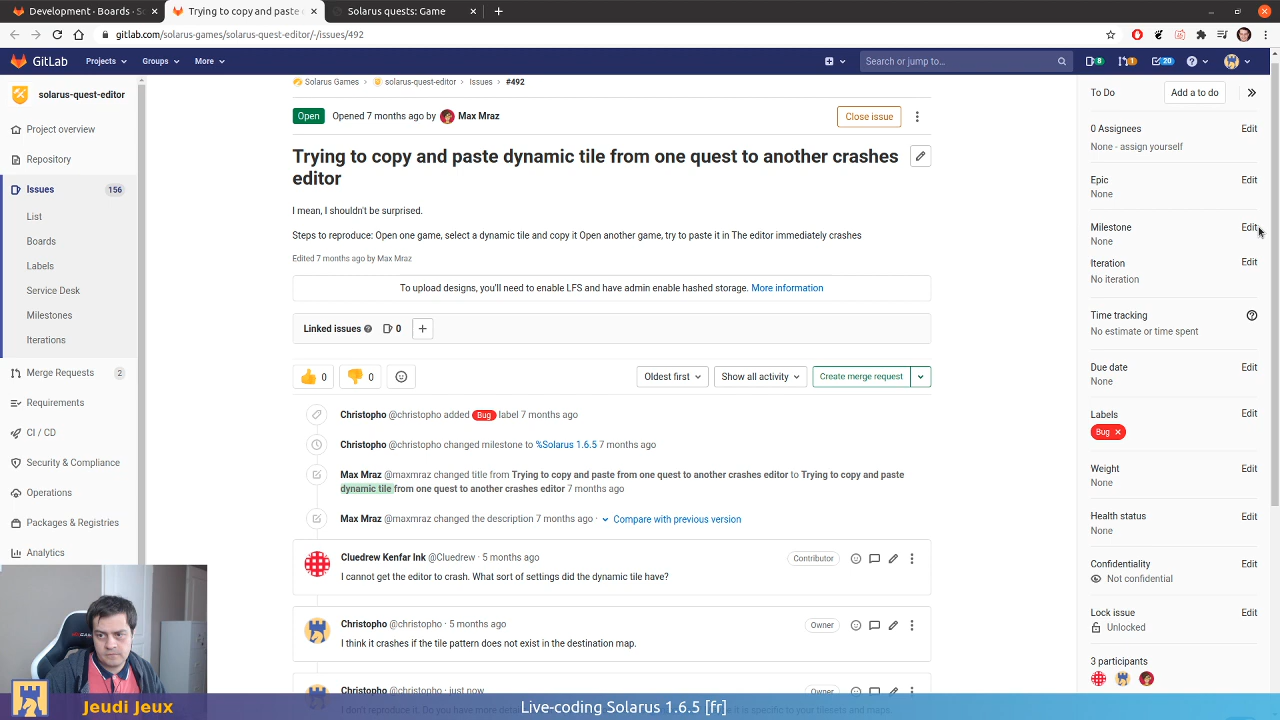 Development · Boards · S
Trying to copy and paste
Solarus quests: Game
gitlab.com/solarus-games/solarus-quest-editor/-/issues/492
GitLab
Projects
Groups
More
Search or jump to...
8
1
20
solarus-quest-editor
Project overview
Repository
Issues 156
List
Boards
Labels
Service Desk
Milestones
Iterations
Merge Requests 2
Requirements
CI / CD
Security & Compliance
Operations
Packages & Registries
Analytics
Solarus Games › solarus-quest-editor › Issues › #492
Open Opened 7 months ago by Max Mraz
Close issue
Trying to copy and paste dynamic tile from one quest to another crashes
editor
I mean, I shouldn't be surprised.
Steps to reproduce: Open one game, select a dynamic tile and copy it Open another game, try to paste it in The editor immediately crashes
Edited 7 months ago by Max Mraz
To upload designs, you'll need to enable LFS and have admin enable hashed storage. More information
Linked issues 0
0 0
Oldest first
Show all activity
Create merge request
Christopho @christopho added Bug label 7 months ago
Christopho @christopho changed milestone to %Solarus 1.6.5 7 months ago
Max Mraz @maxmraz changed title from Trying to copy and paste from one quest to another crashes editor to Trying to copy and paste
dynamic tile from one quest to another crashes editor 7 months ago
Max Mraz @maxmraz changed the description 7 months ago · Compare with previous version
Cluedrew Kenfar Ink @Cluedrew · 5 months ago
Contributor
I cannot get the editor to crash. What sort of settings did the dynamic tile have?
Christopho @christopho · 5 months ago
Owner
I think it crashes if the tile pattern does not exist in the destination map.
Christopho @christopho · just now
Owner
To Do
Add a to do
0 Assignees Edit
None - assign yourself
Epic Edit
None
Milestone Edit
None
Iteration Edit
No iteration
Time tracking
No estimate or time spent
Due date Edit
None
Labels Edit
Bug
Weight Edit
None
Health status Edit
None
Confidentiality Edit
Not confidential
Lock issue Edit
Unlocked
3 participants
Jeudi Jeux
Live-coding Solarus 1.6.5 [fr]